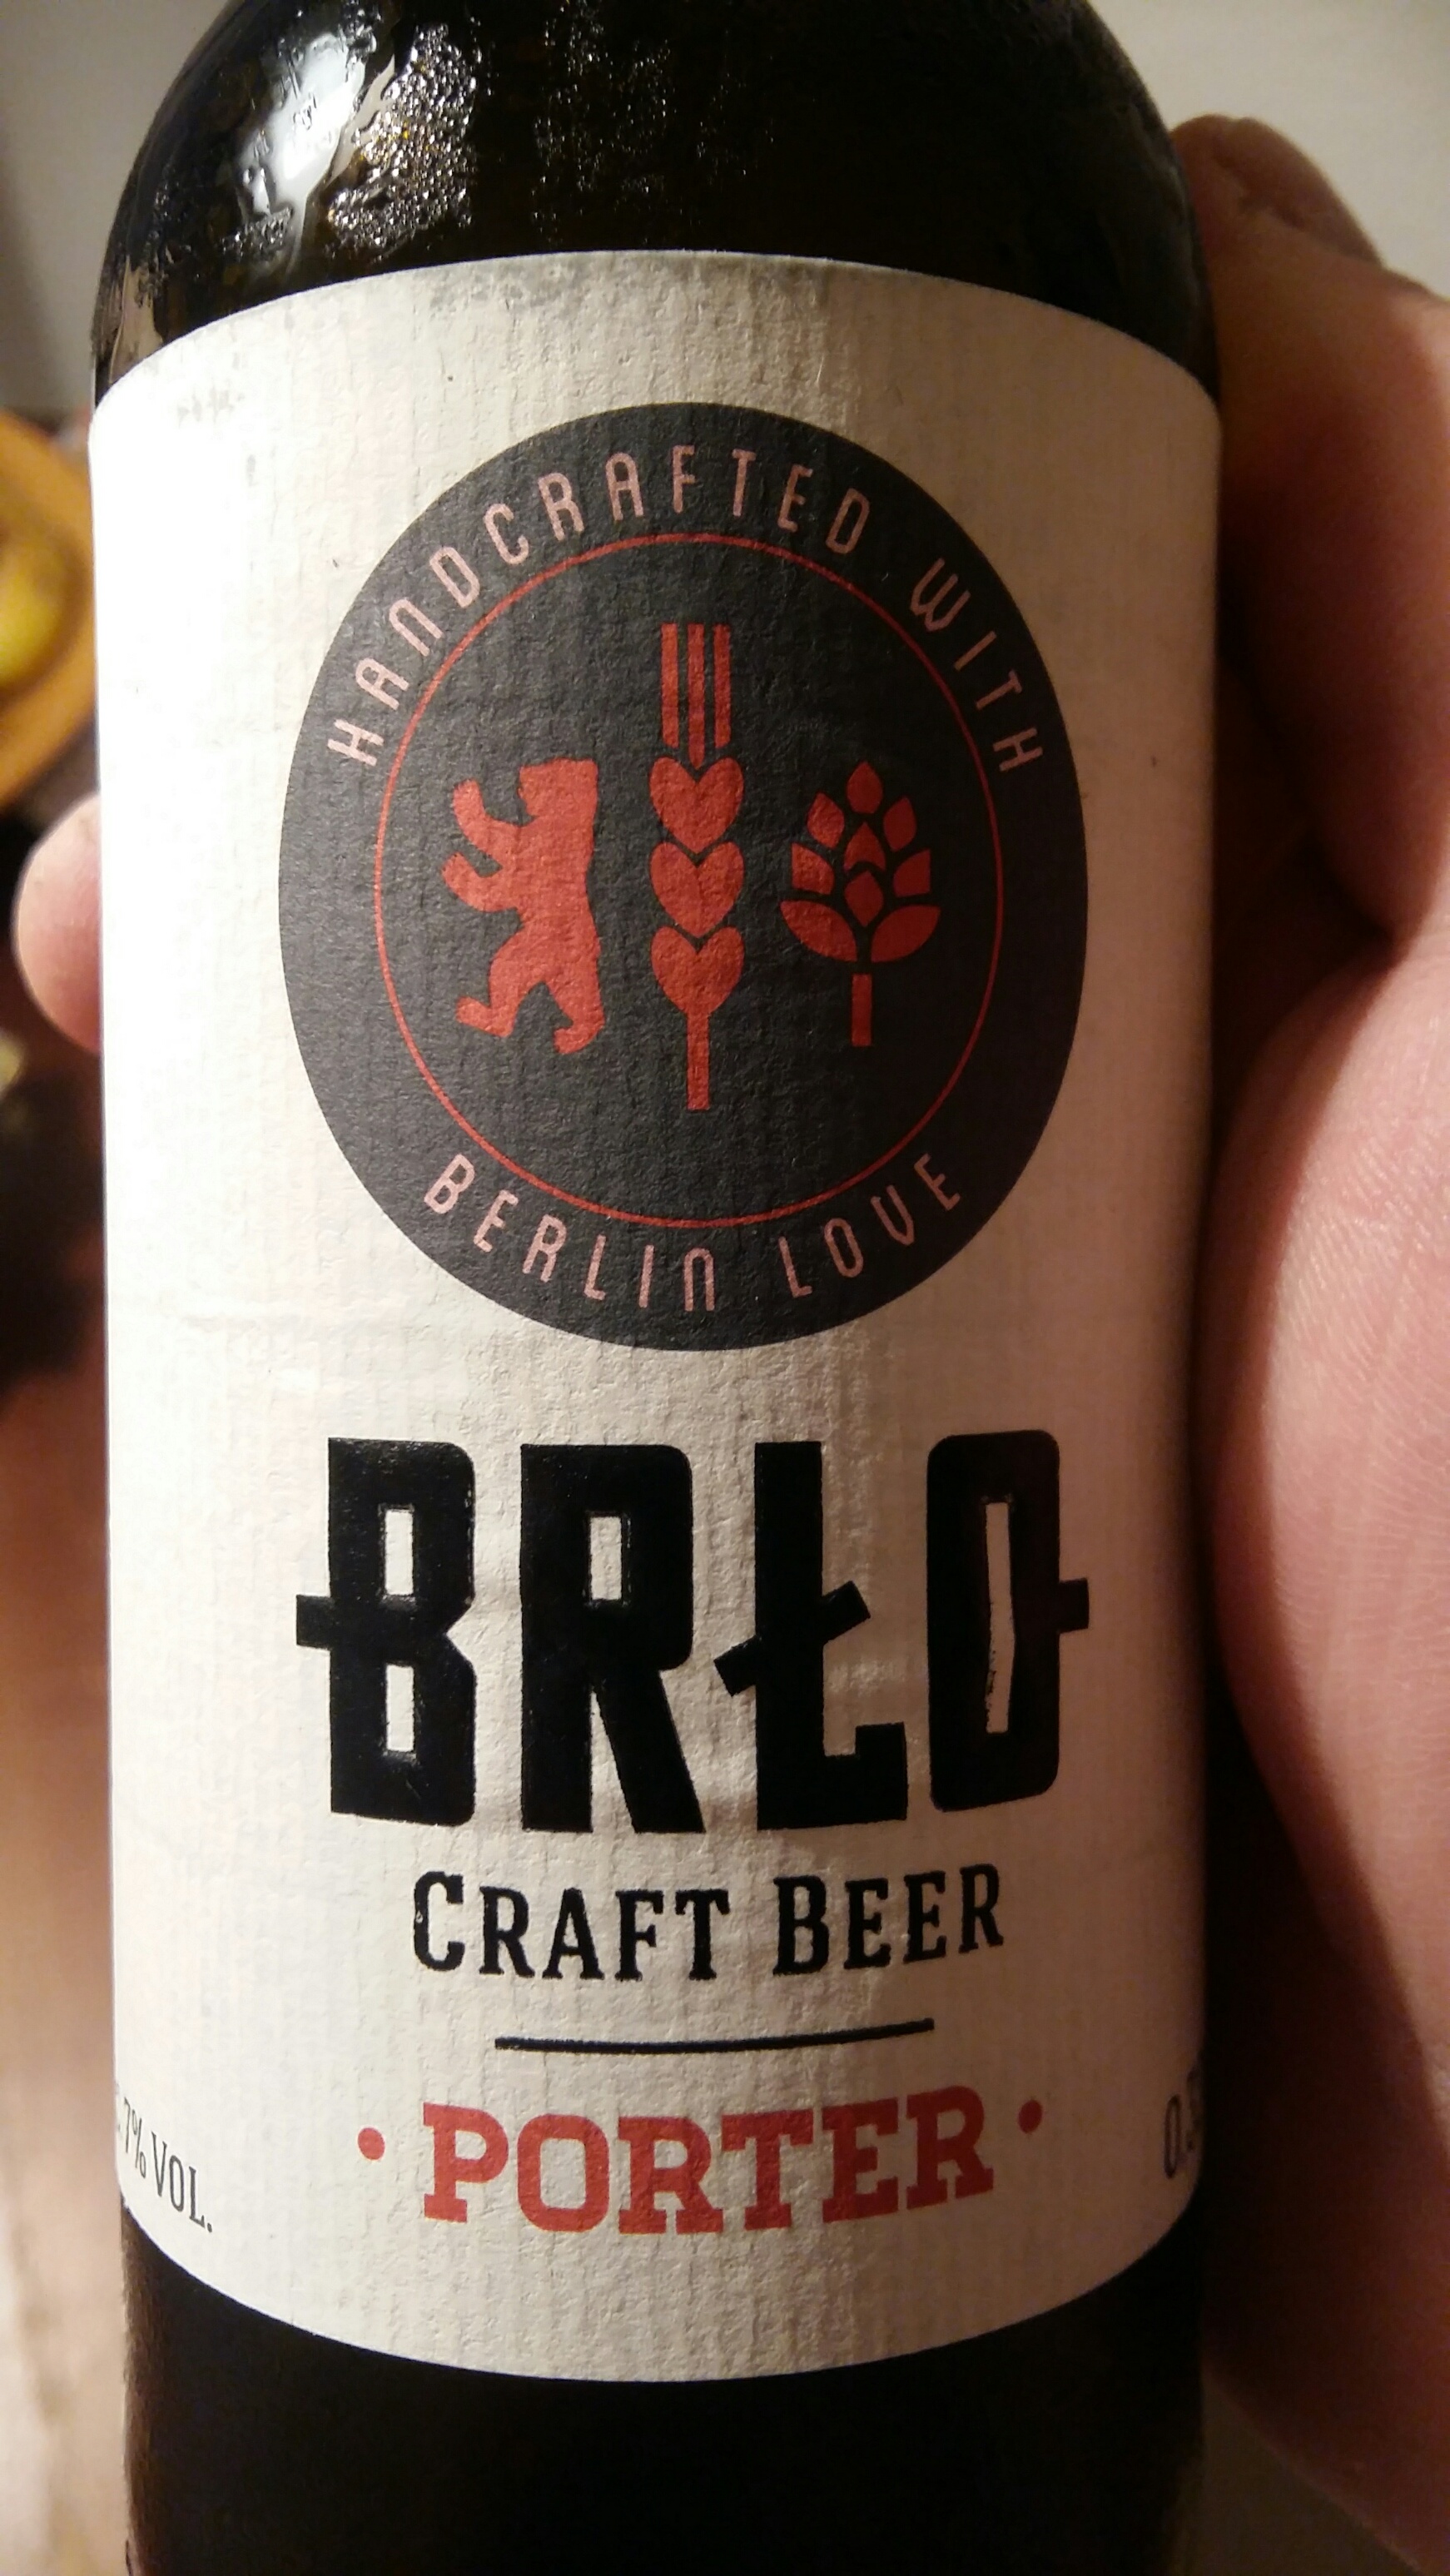 HANDCRAFTED WITH
BERLIN LOVE
BRŁO
CRAFT BEER
• PORTER •
7% VOL.